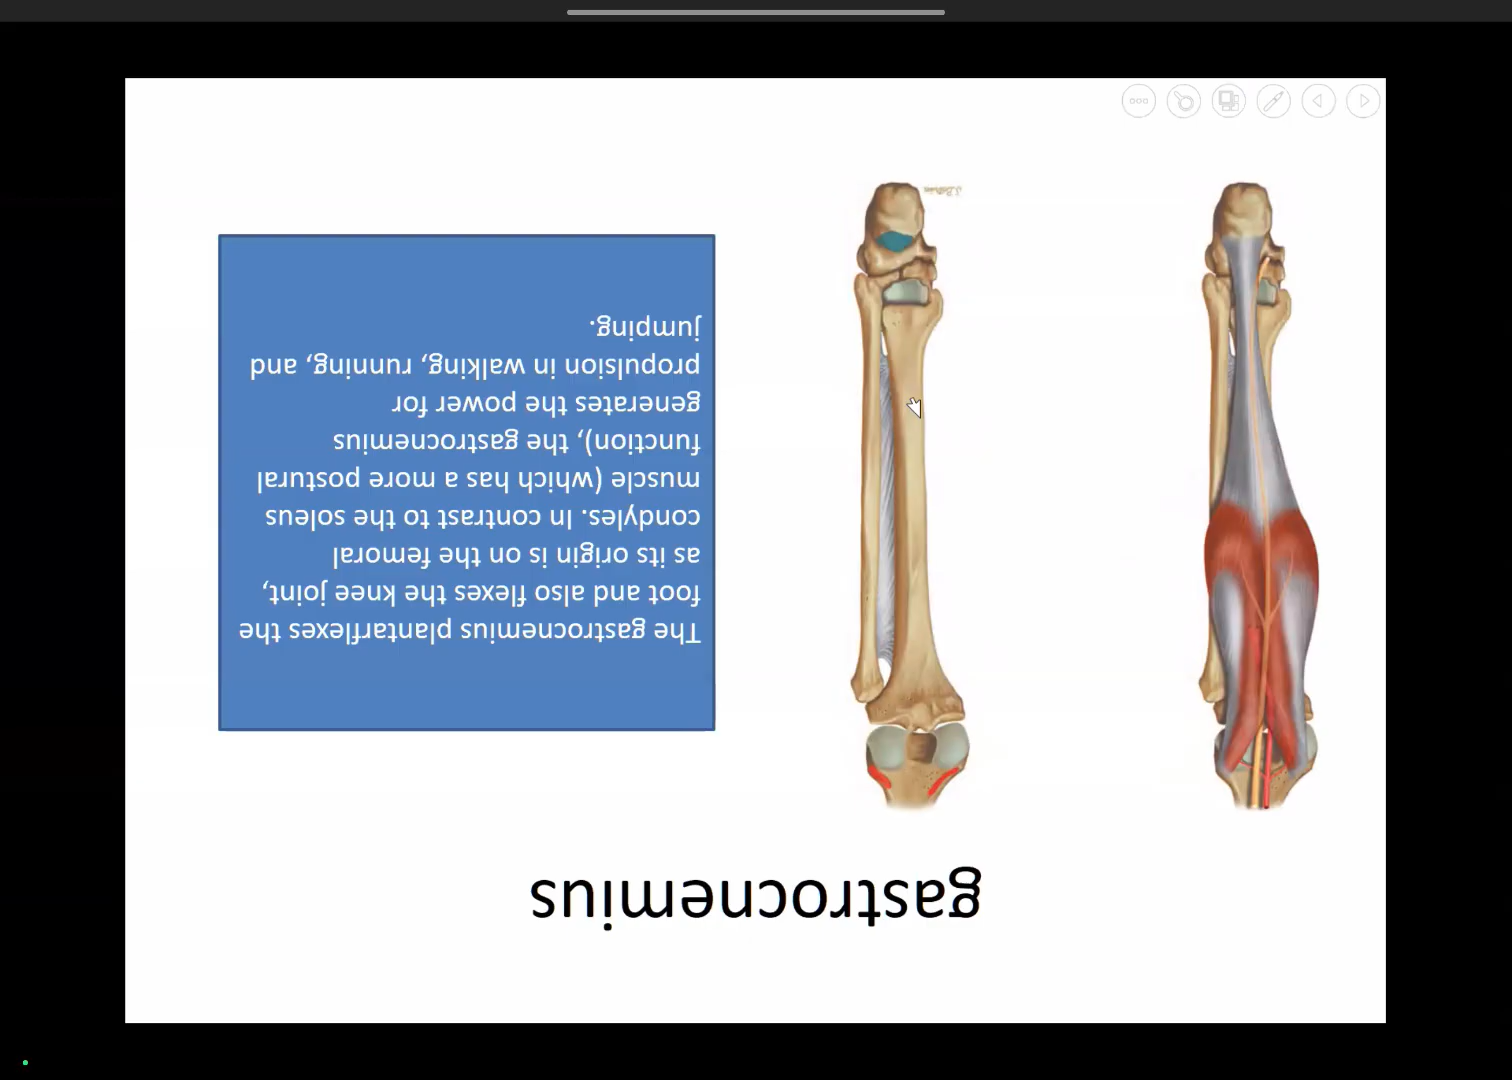 gastrocnemius
The gastrocnemius plantarflexes the
foot and also flexes the knee joint,
as its origin is on the femoral
condyles. In contrast to the soleus
muscle (which has a more postural
function), the gastrocnemius
generates the power for
propulsion in walking, running, and
jumping.